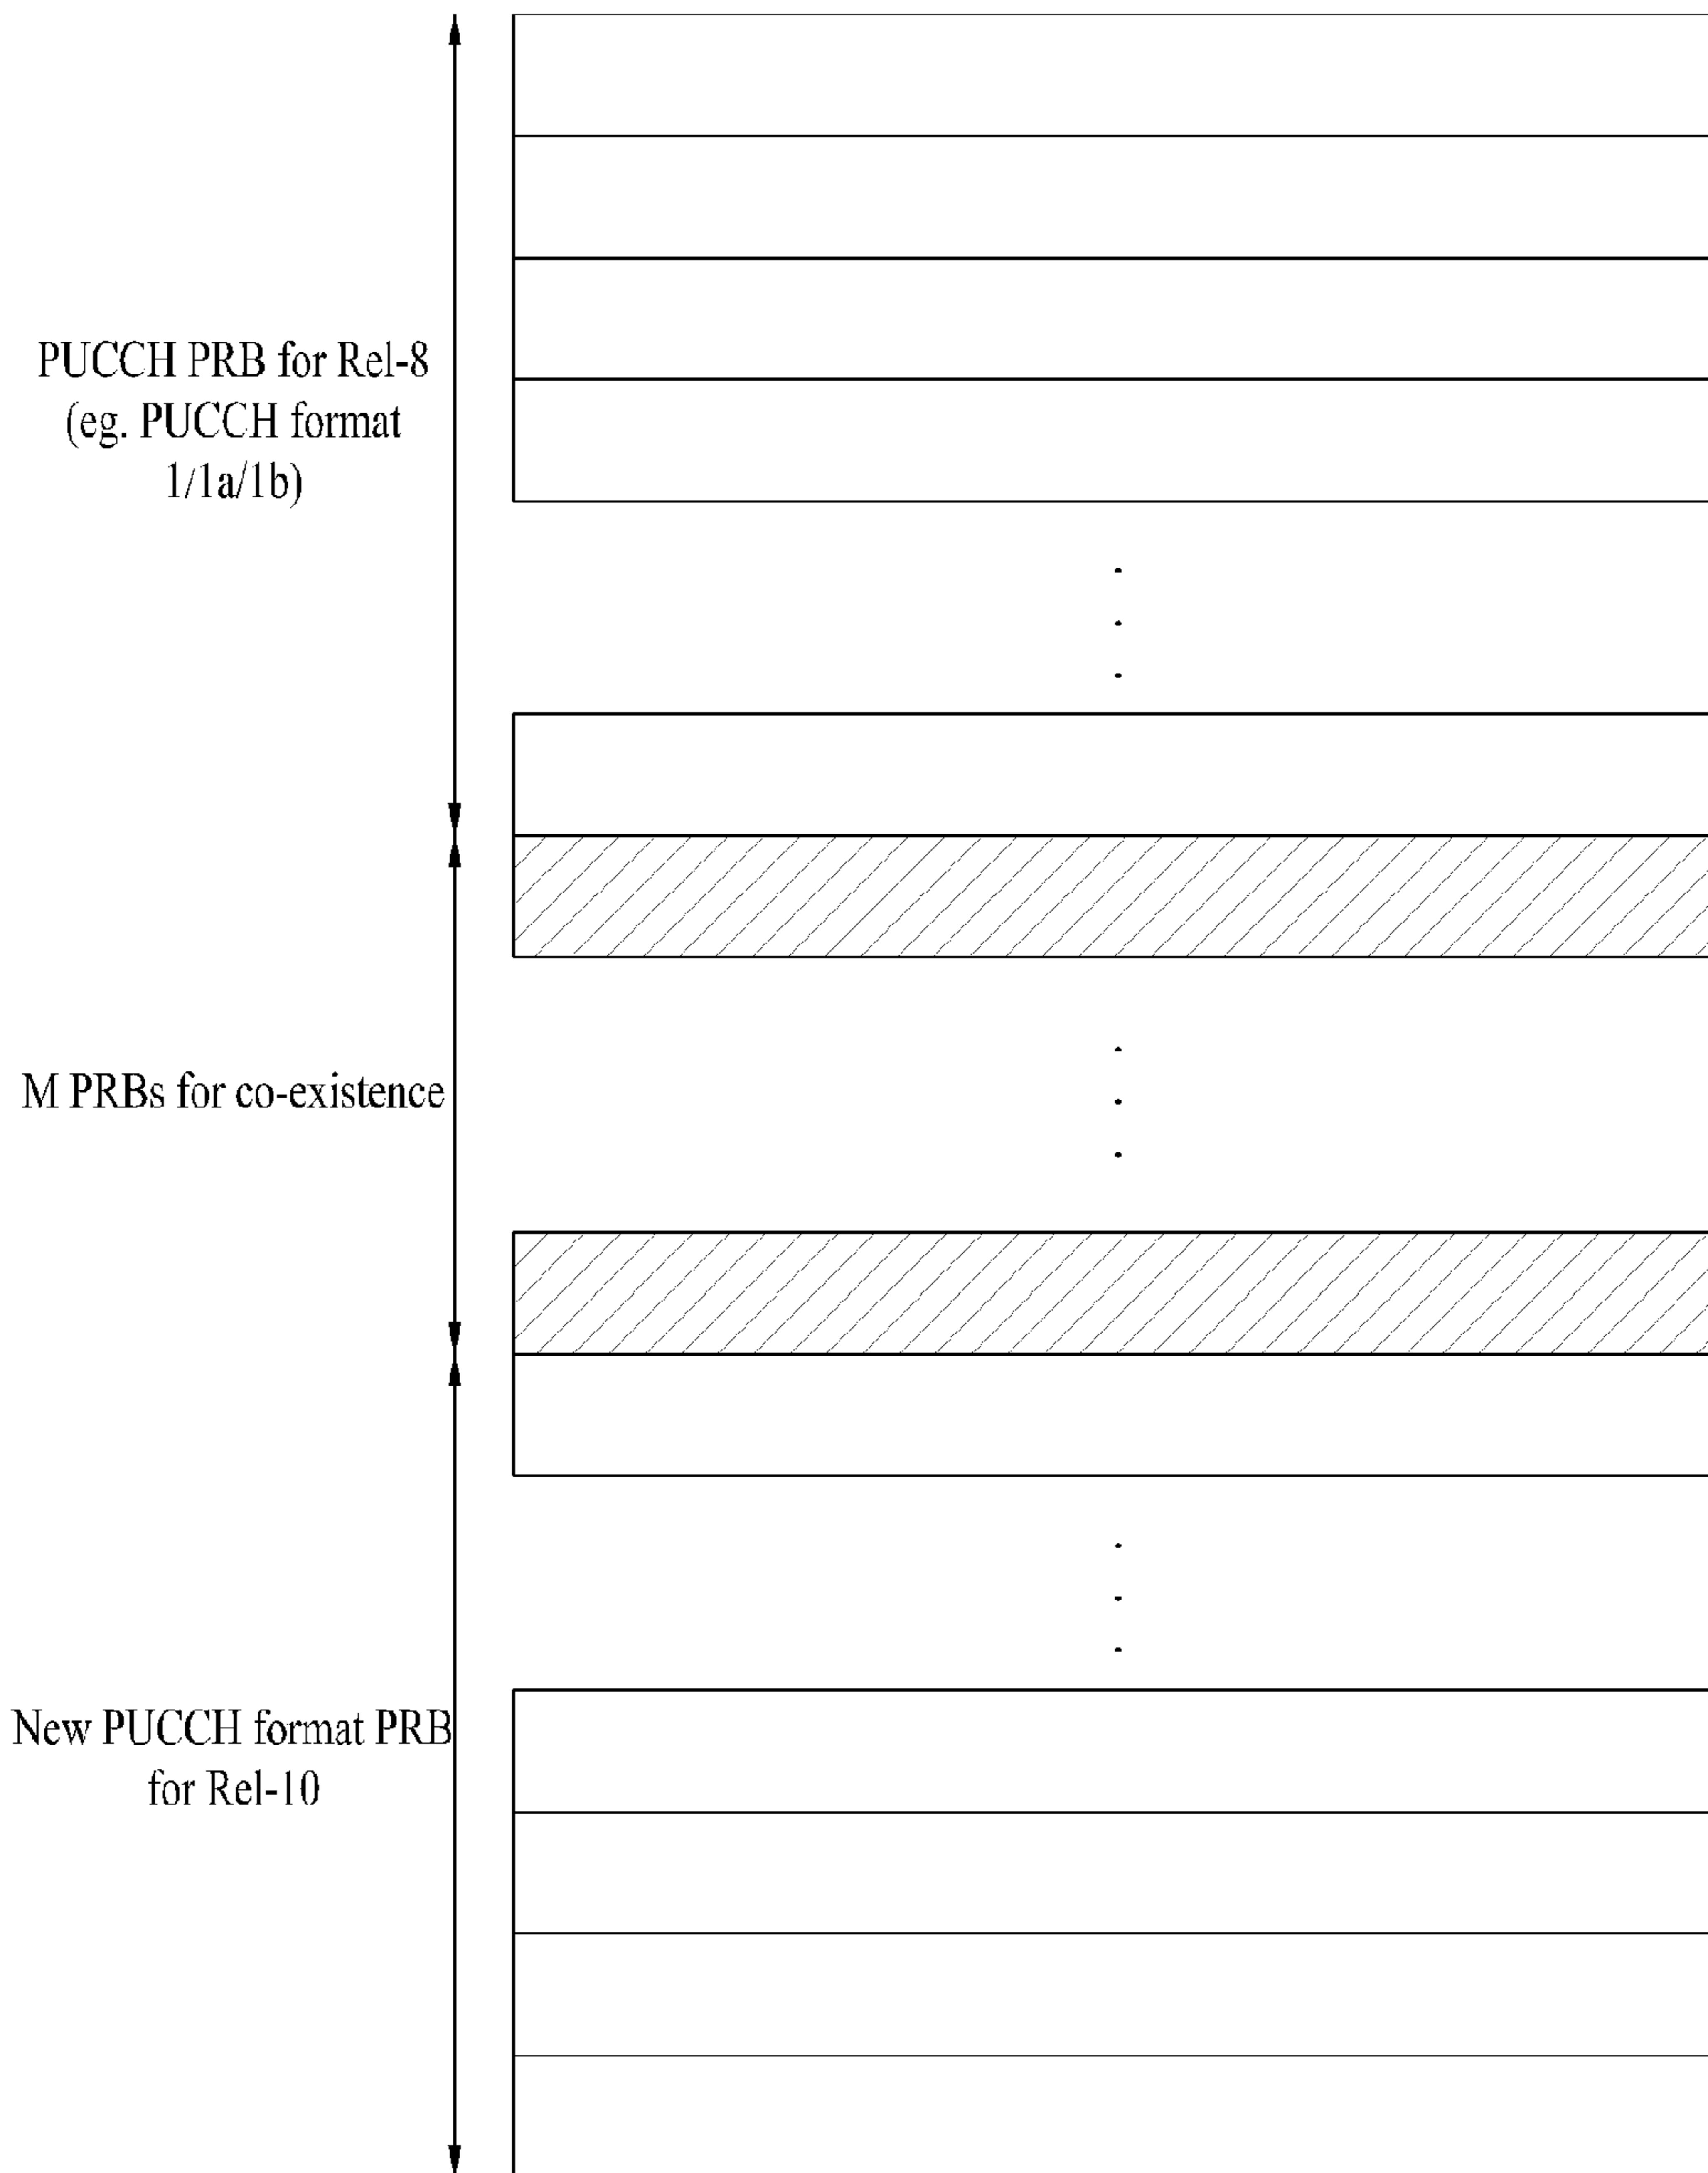 PUCCH PRB for Rel-8
(eg. PUCCH format
1/1a/1b)
M PRBs for co-existence
New PUCCH format PRB
for Rel-10